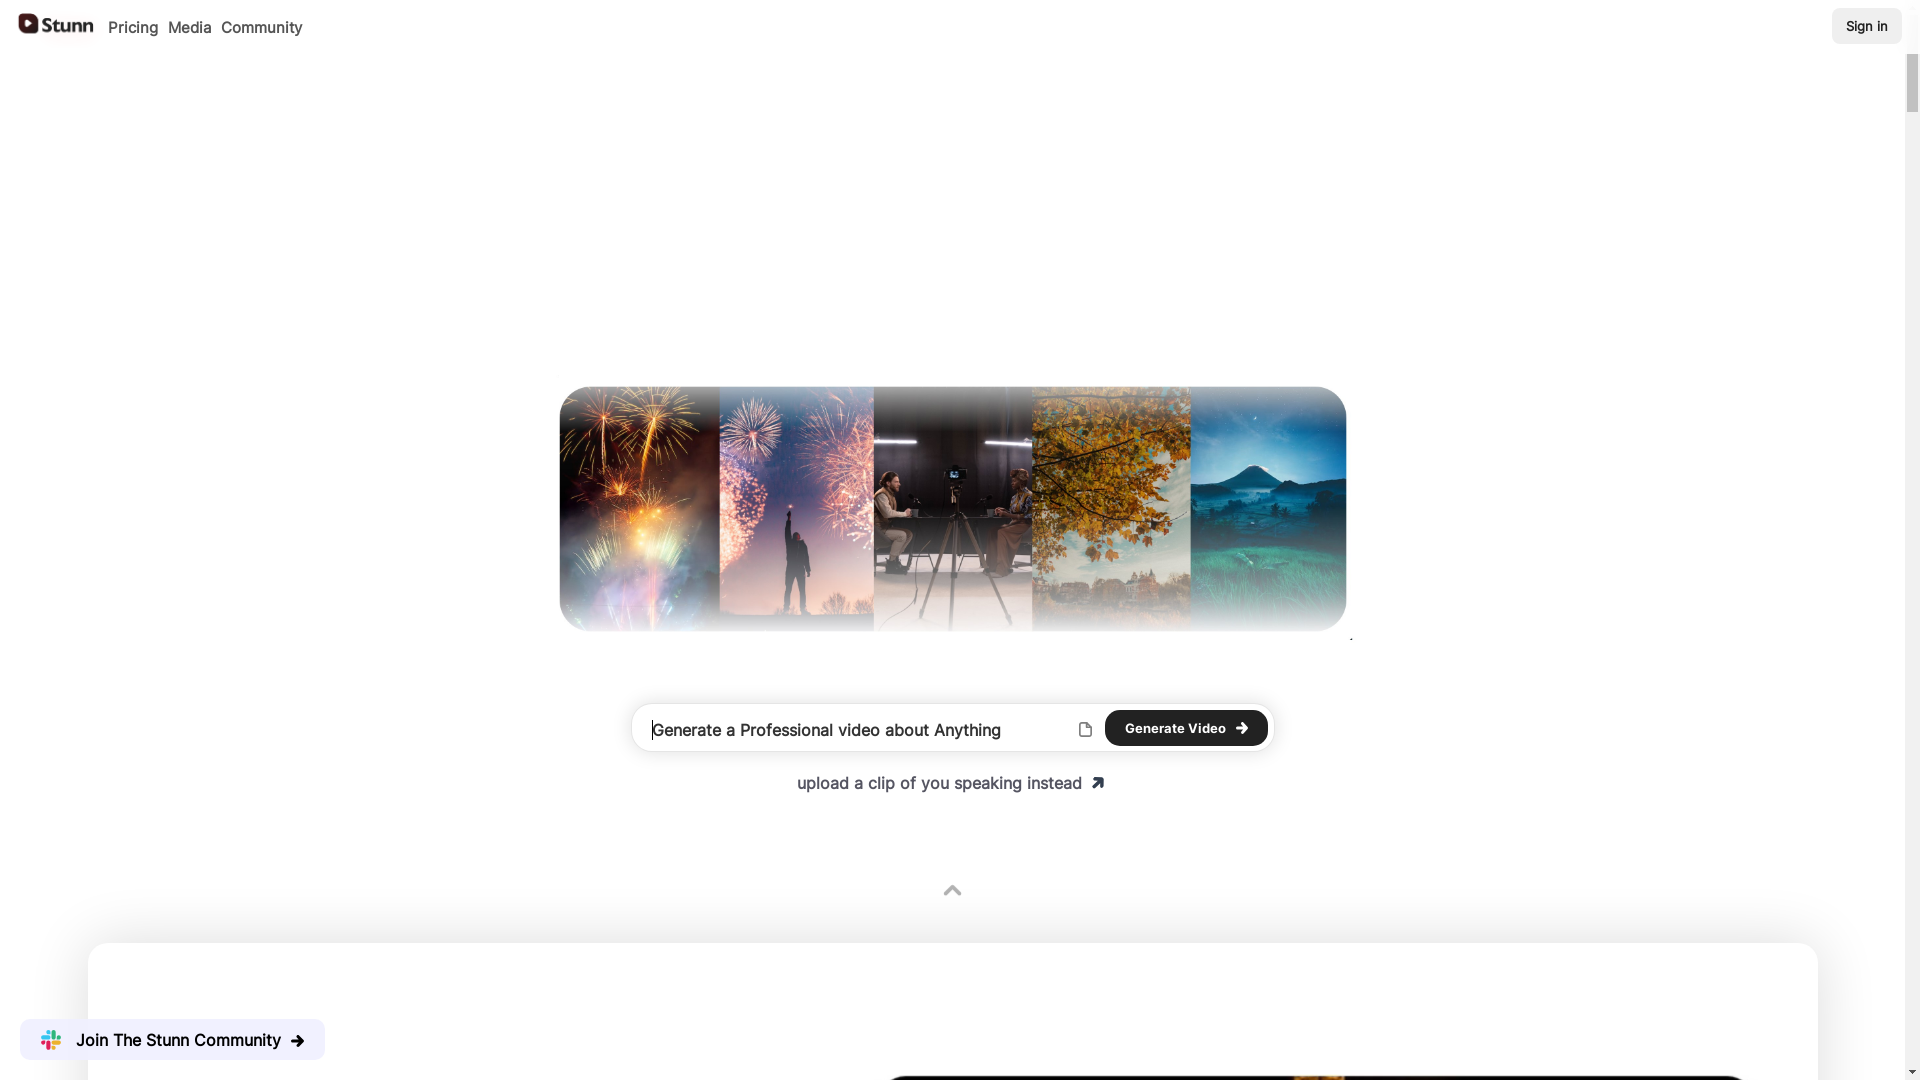 Stunn Pricing Media Community Sign in
Generate a Professional video about Anything Generate Video
upload a clip of you speaking instead
Join The Stunn Community